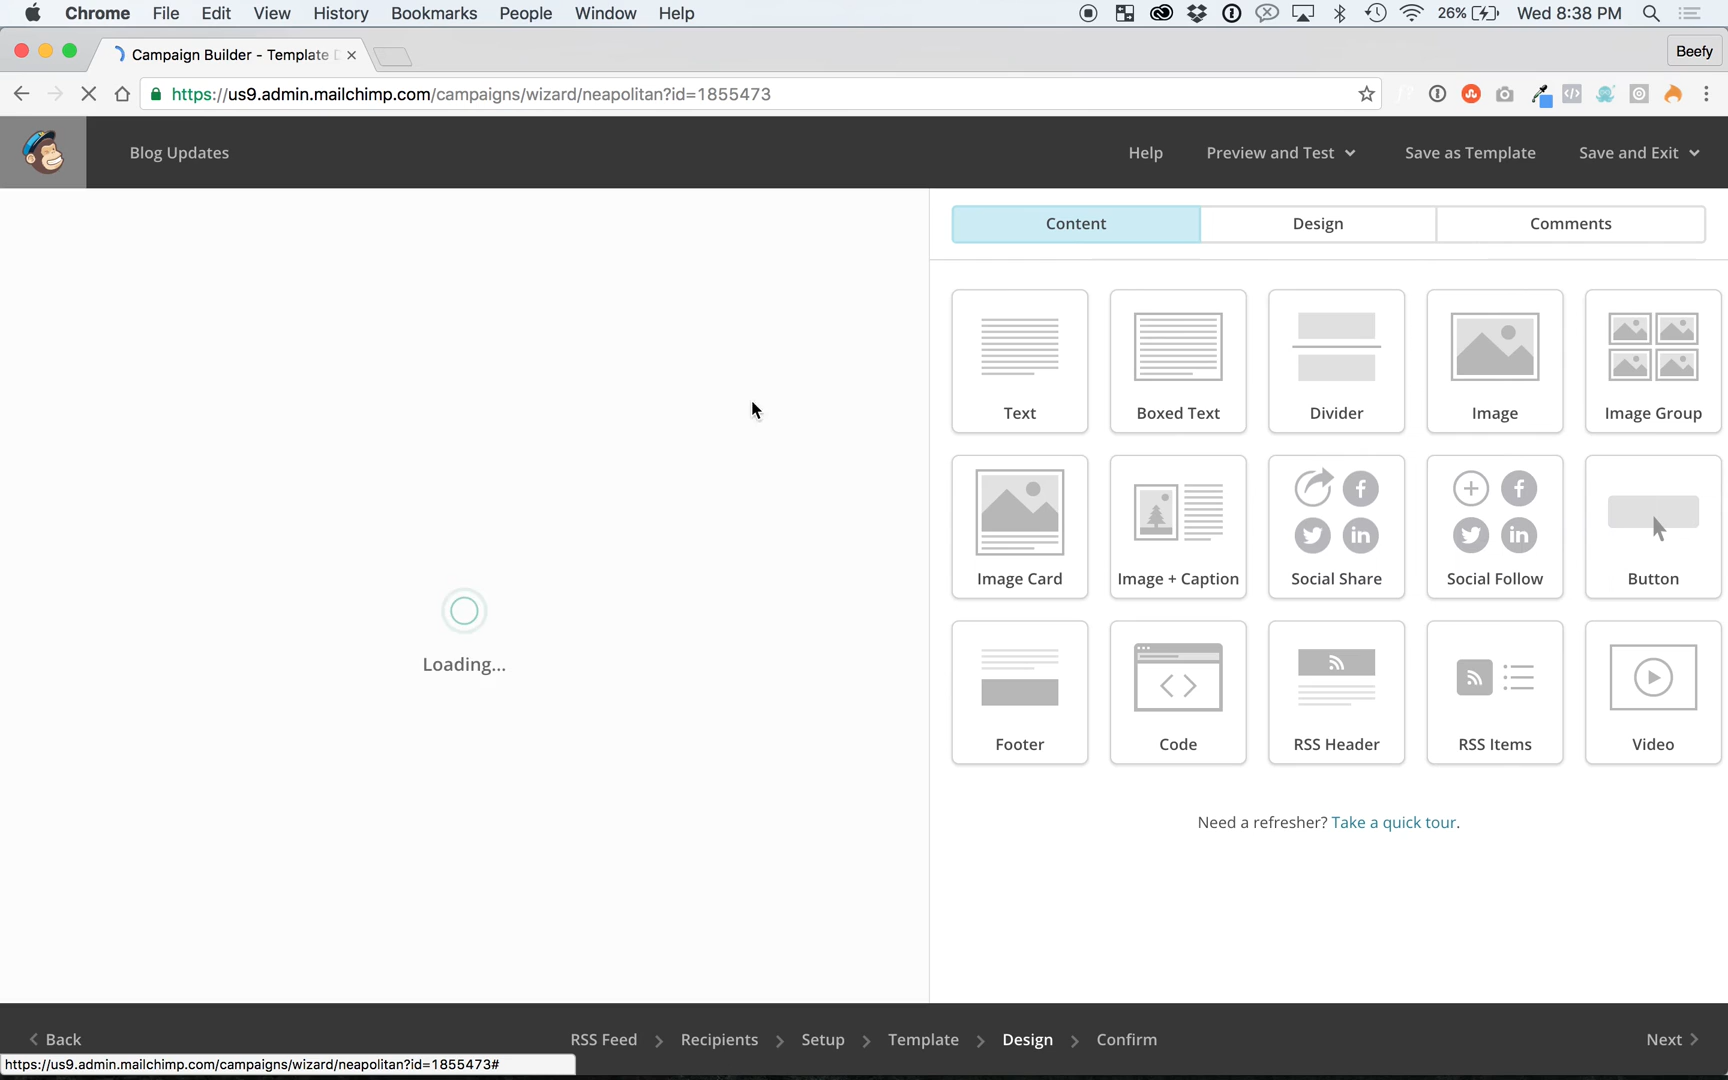 Chrome File Edit View History Bookmarks People Window Help 26% Wed 8:38 PM
Campaign Builder - Template Beefy
https://us9.admin.mailchimp.com/campaigns/wizard/neapolitan?id=1855473
Blog Updates Help Preview and Test Save as Template Save and Exit
Content Design Comments
Text Boxed Text Divider Image Image Group
Image Card Image + Caption Social Share Social Follow Button
Loading...
Footer Code RSS Header RSS Items Video
Need a refresher? Take a quick tour.
Back RSS Feed Recipients Setup Template Design Confirm Next
https://us9.admin.mailchimp.com/campaigns/wizard/neapolitan?id=1855473#